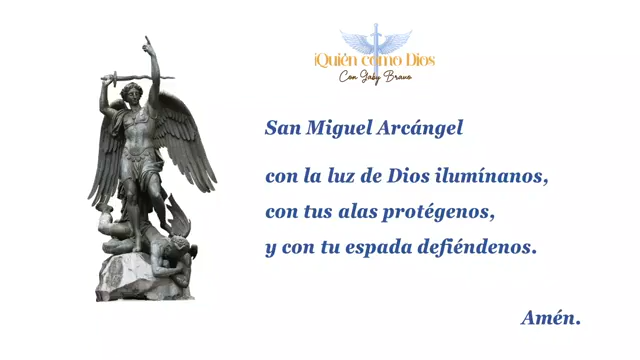 ¡Quién como Dios
Con Gaby Bravo
San Miguel Arcángel
con la luz de Dios ilumínanos,
con tus alas protégenos,
y con tu espada defiéndenos.
Amén.